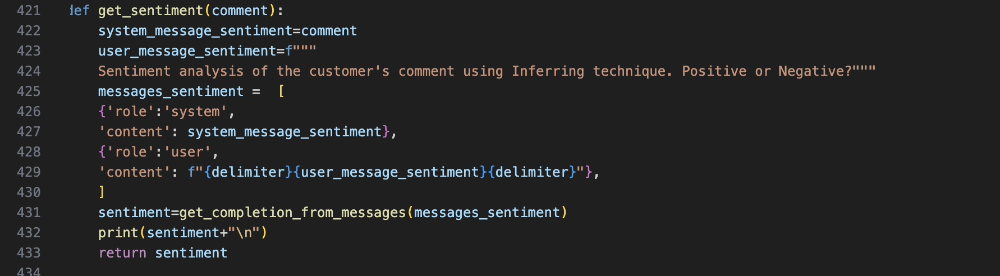 421 def get_sentiment(comment):
422 system_message_sentiment=comment
423 user_message_sentiment=f"""
424 Sentiment analysis of the customer's comment using Inferring technique. Positive or Negative?"""
425 messages_sentiment =  [
426 {'role':'system',
427 'content': system_message_sentiment},
428 {'role':'user',
429 'content': f"{delimiter}{user_message_sentiment}{delimiter}"},
430 ]
431 sentiment=get_completion_from_messages(messages_sentiment)
432 print(sentiment+"\n")
433 return sentiment
434